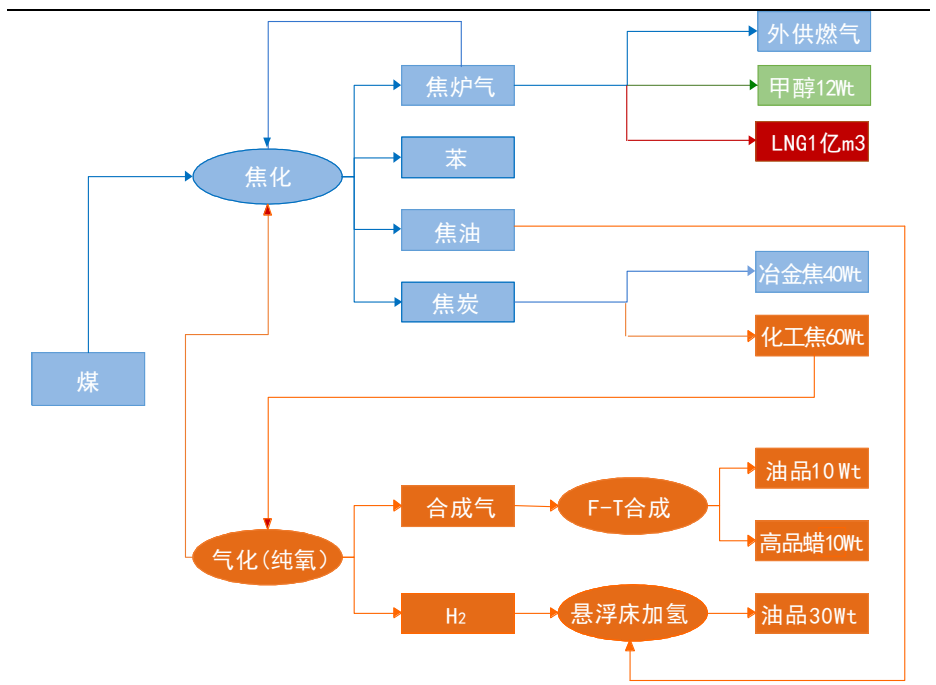 外供燃气
焦炉气
甲醇12Wt
LNG1亿m3
苯
焦化
焦油
冶金焦40Wt
焦炭
化工焦60Wt
煤
油品10Wt
合成气
F-T合成
高品蜡10Wt
气化(纯氧)
H2
悬浮床加氢
油品30Wt